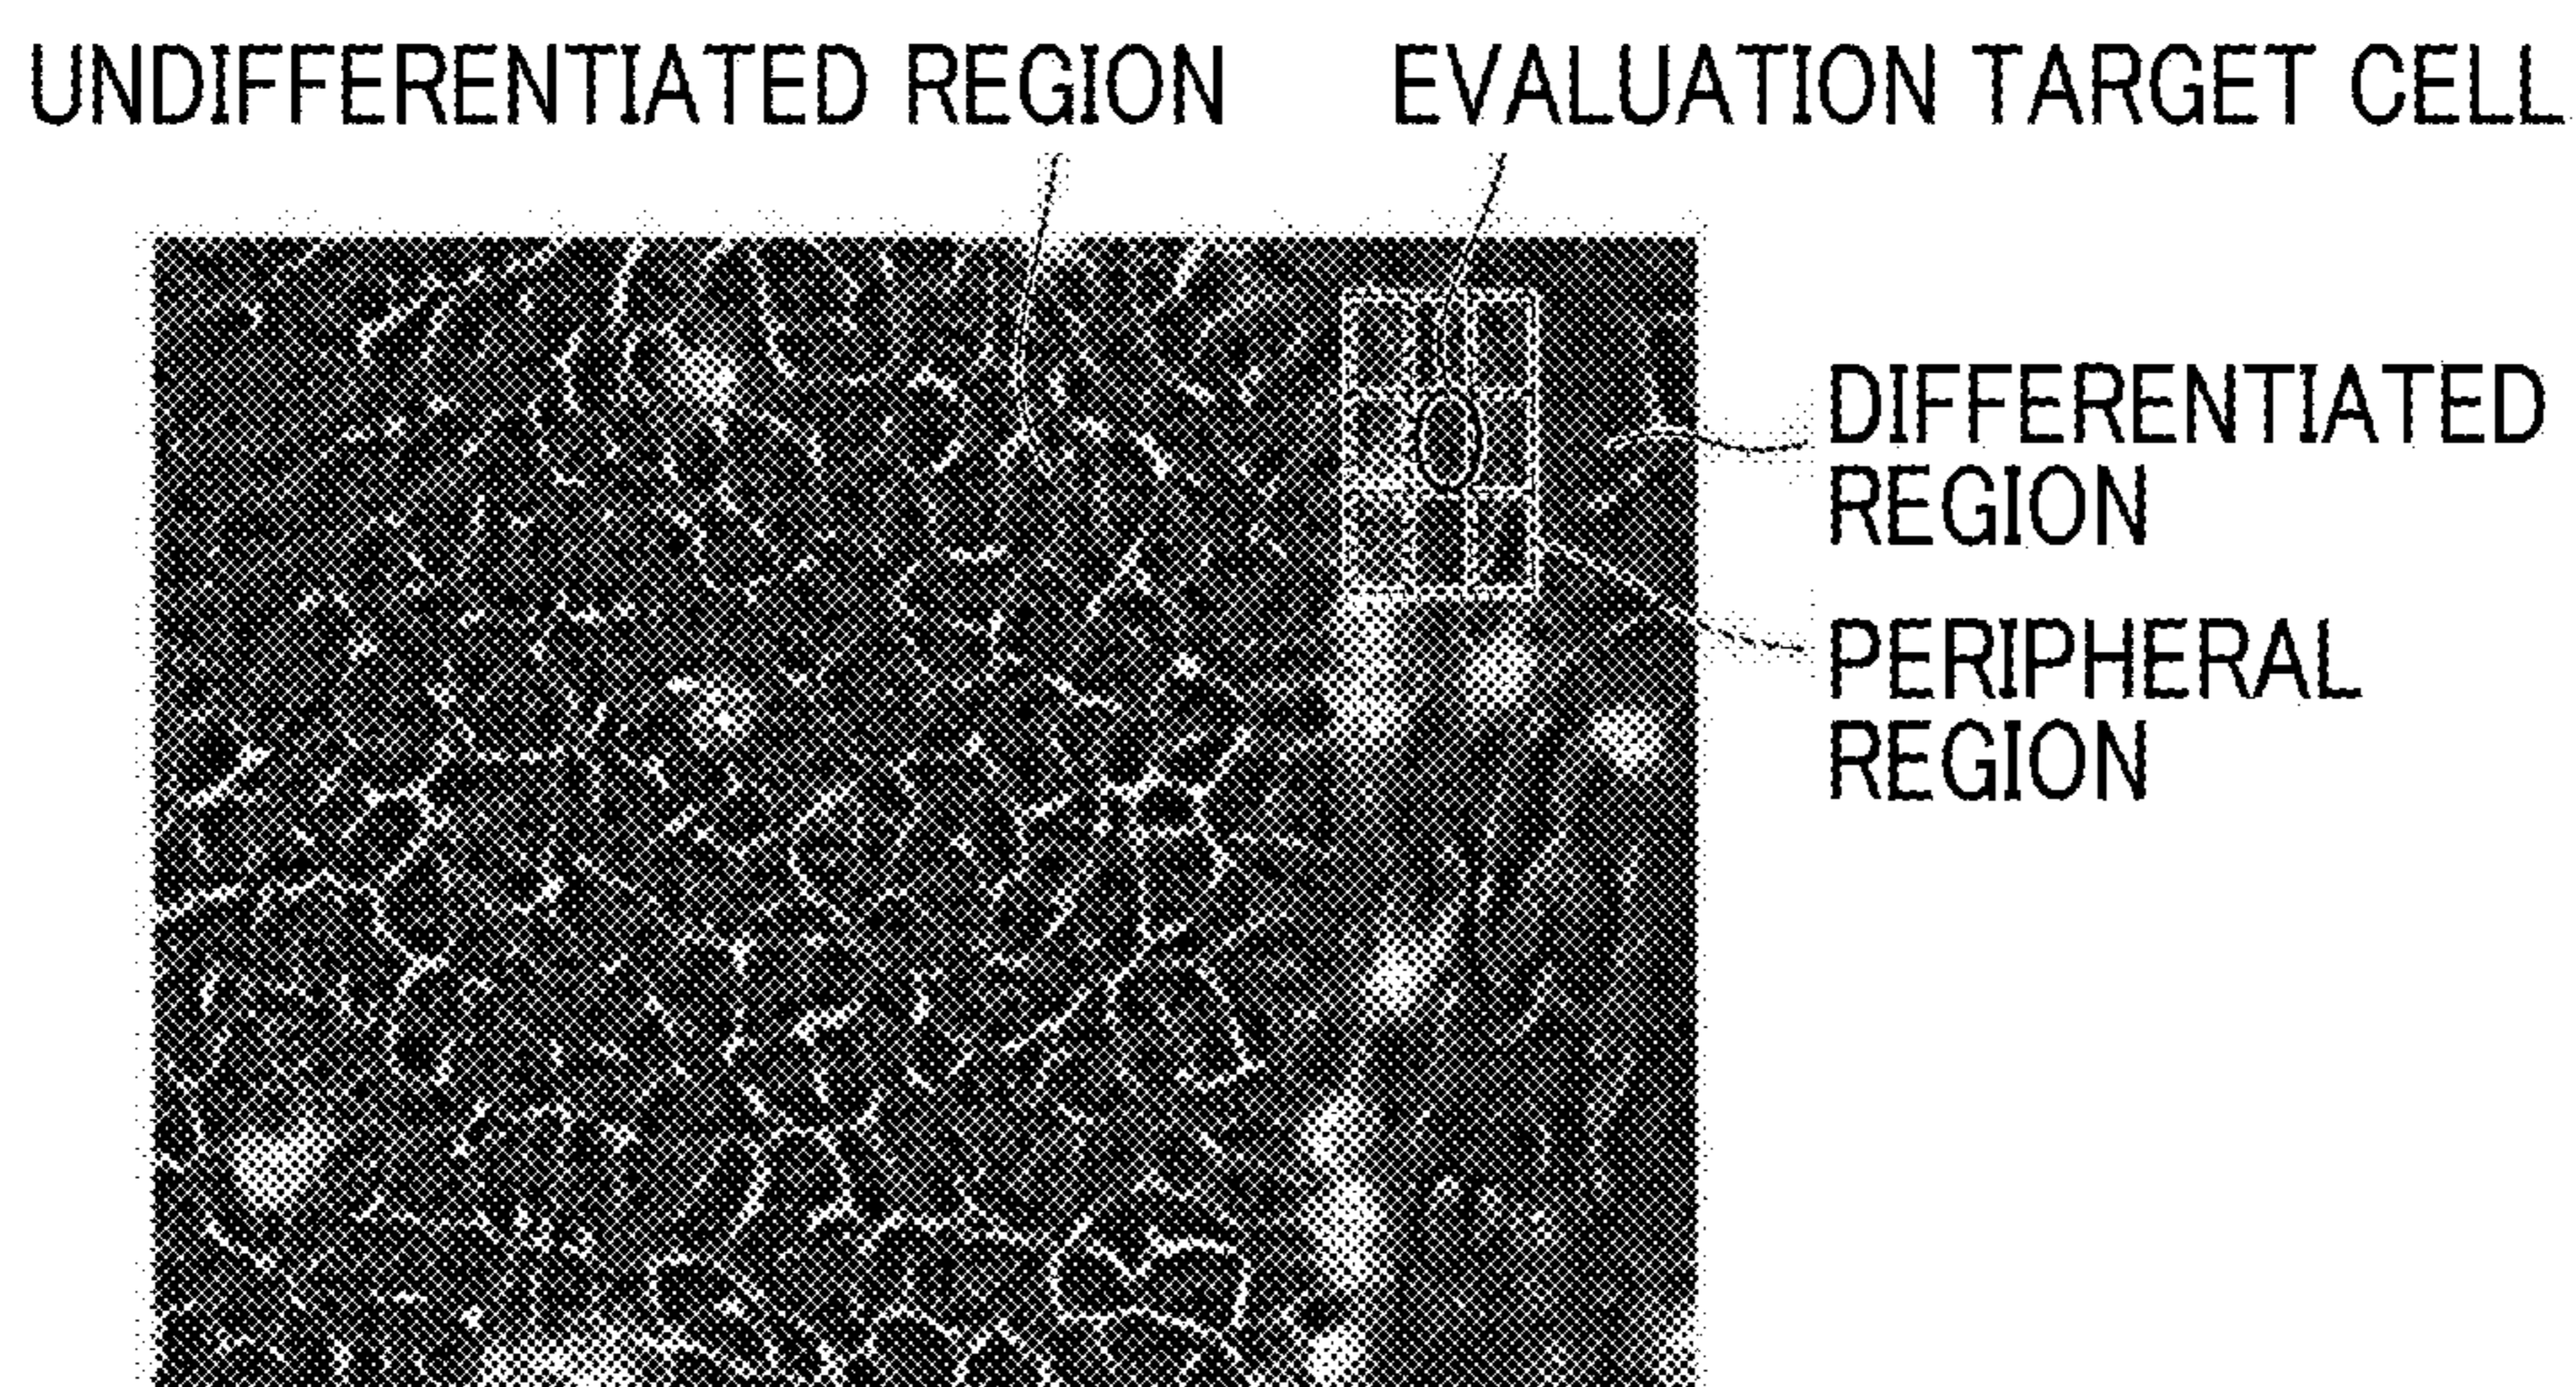 UNDIFFERENTIATED REGION
EVALUATION TARGET CELL
DIFFERENTIATED
REGION
PERIPHERAL
REGION